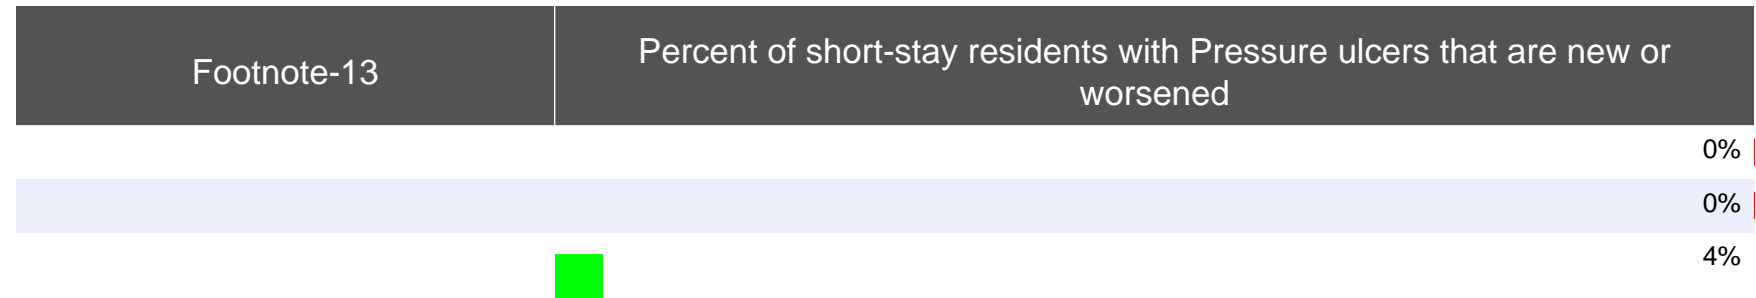 Footnote-13
Percent of short-stay residents with Pressure ulcers that are new or
worsened
0%
0%
4%